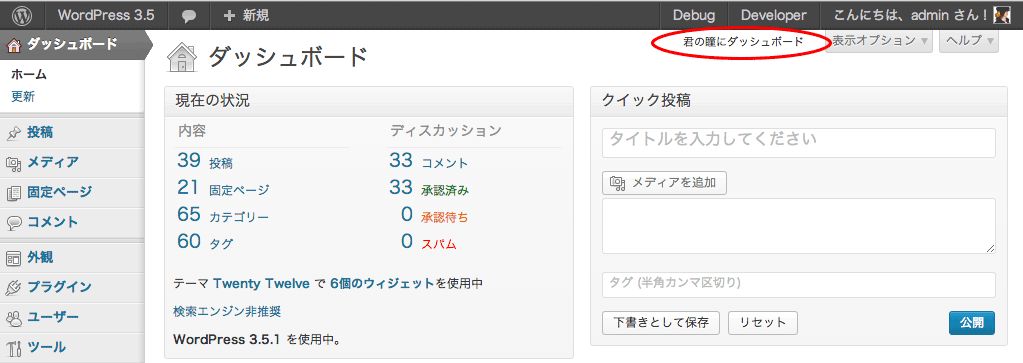 WordPress 3.5
新規
Debug
Developer
こんにちは、admin さん！
ダッシュボード
ホーム
更新
投稿
メディア
固定ページ
コメント
外観
プラグイン
ユーザー
ツール
君の瞳にダッシュボード
表示オプション
ヘルプ
ダッシュボード
現在の状況
内容
ディスカッション
39 投稿
33 コメント
21 固定ページ
33 承認済み
65 カテゴリー
0 承認待ち
60 タグ
0 スパム
テーマ Twenty Twelve で 6個のウィジェットを使用中
検索エンジン非推奨
WordPress 3.5.1 を使用中。
クイック投稿
タイトルを入力してください
メディアを追加
タグ (半角カンマ区切り)
下書きとして保存
リセット
公開